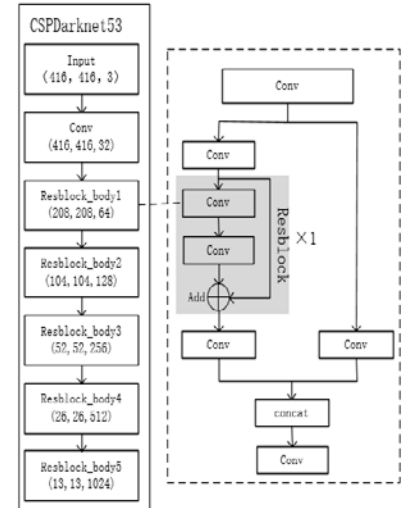 CSPDarknet53
Input
(416, 416, 3)
Conv
(416,416,32)
Resblock_body1
(208,208,64)
Resblock_body2
(104,104,128)
Resblock_body3
(52,52,256)
Resblock_body4
(26,26,512)
Resblock_body5
(13,13,1024)
Conv
Conv
Conv
Conv
Add
Resblock
×1
Conv
Conv
concat
Conv